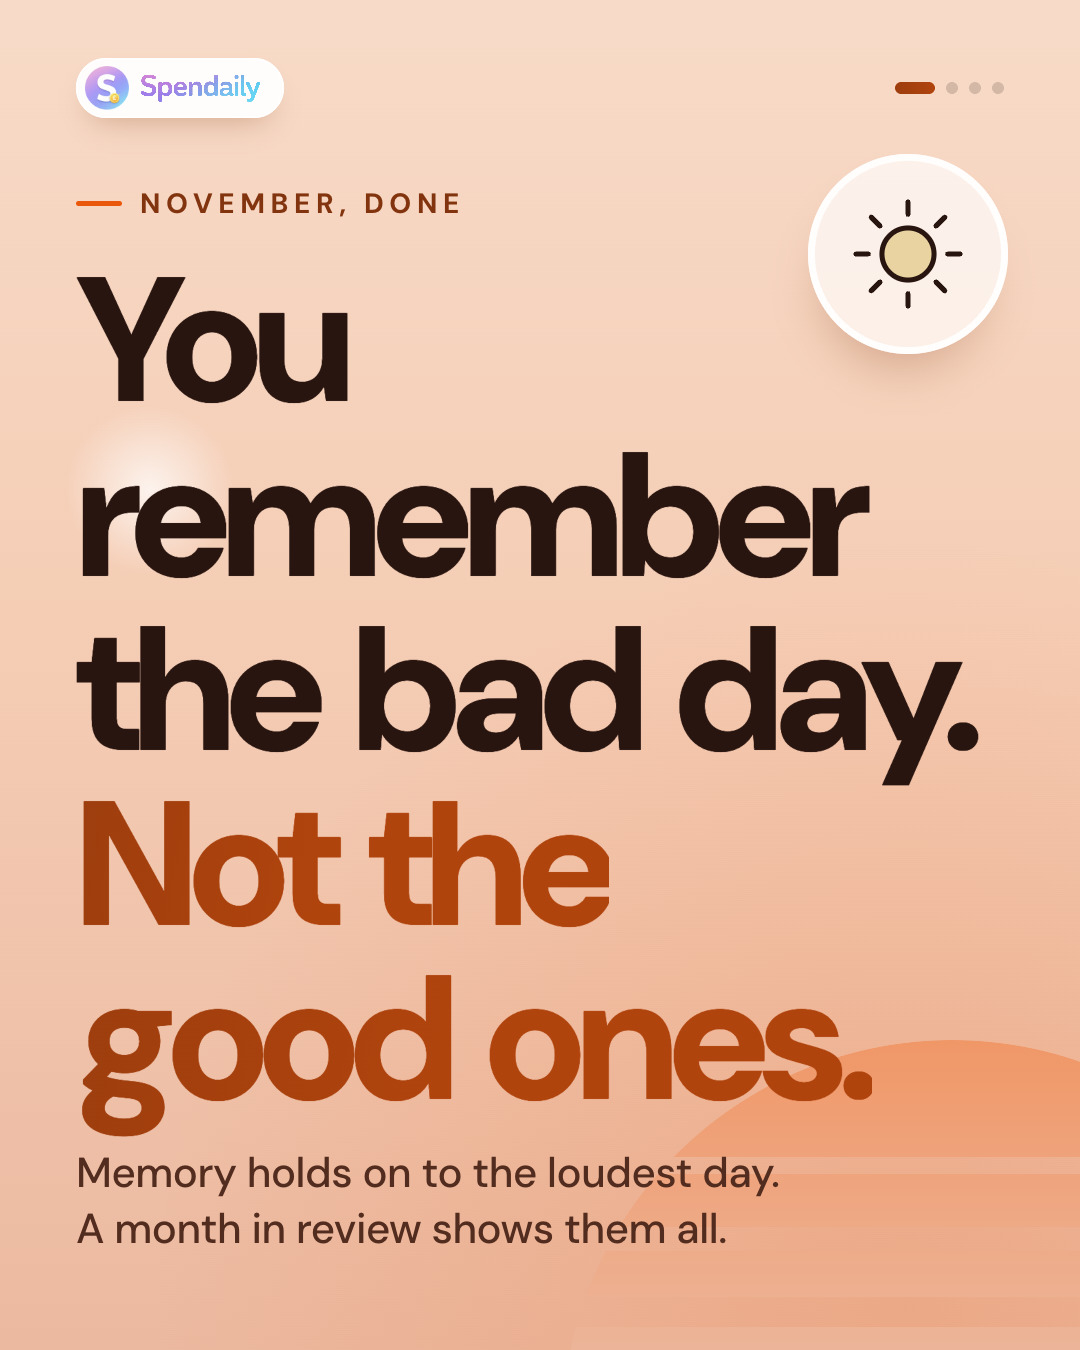 Spendaily
NOVEMBER, DONE
You
remember
the bad day.
Not the
good ones.
Memory holds on to the loudest day.
A month in review shows them all.